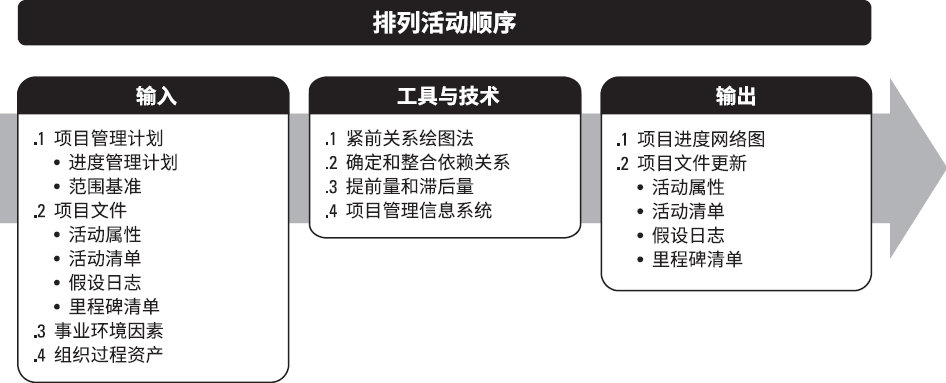 排列活动顺序
输入
.1 项目管理计划
• 进度管理计划
• 范围基准
.2 项目文件
• 活动属性
• 活动清单
• 假设日志
• 里程碑清单
.3 事业环境因素
.4 组织过程资产
工具与技术
.1 紧前关系绘图法
.2 确定和整合依赖关系
.3 提前量和滞后量
.4 项目管理信息系统
输出
.1 项目进度网络图
.2 项目文件更新
• 活动属性
• 活动清单
• 假设日志
• 里程碑清单